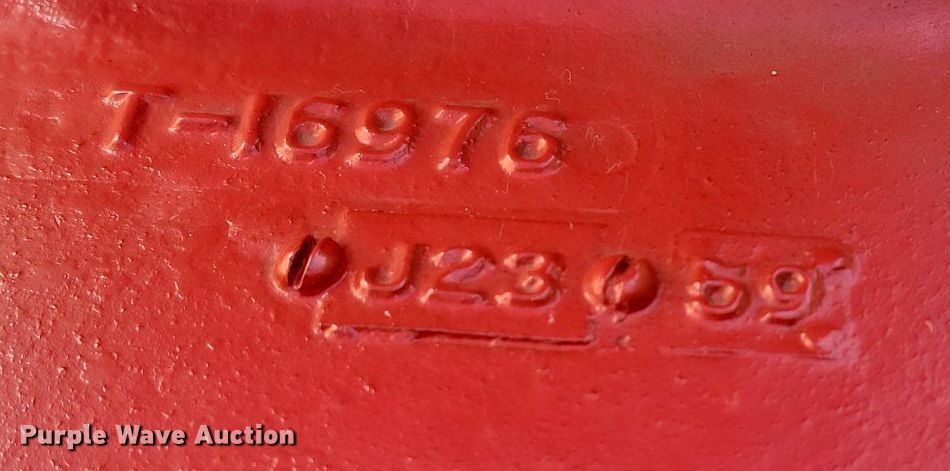 T-16976
J23 59
Purple Wave Auction